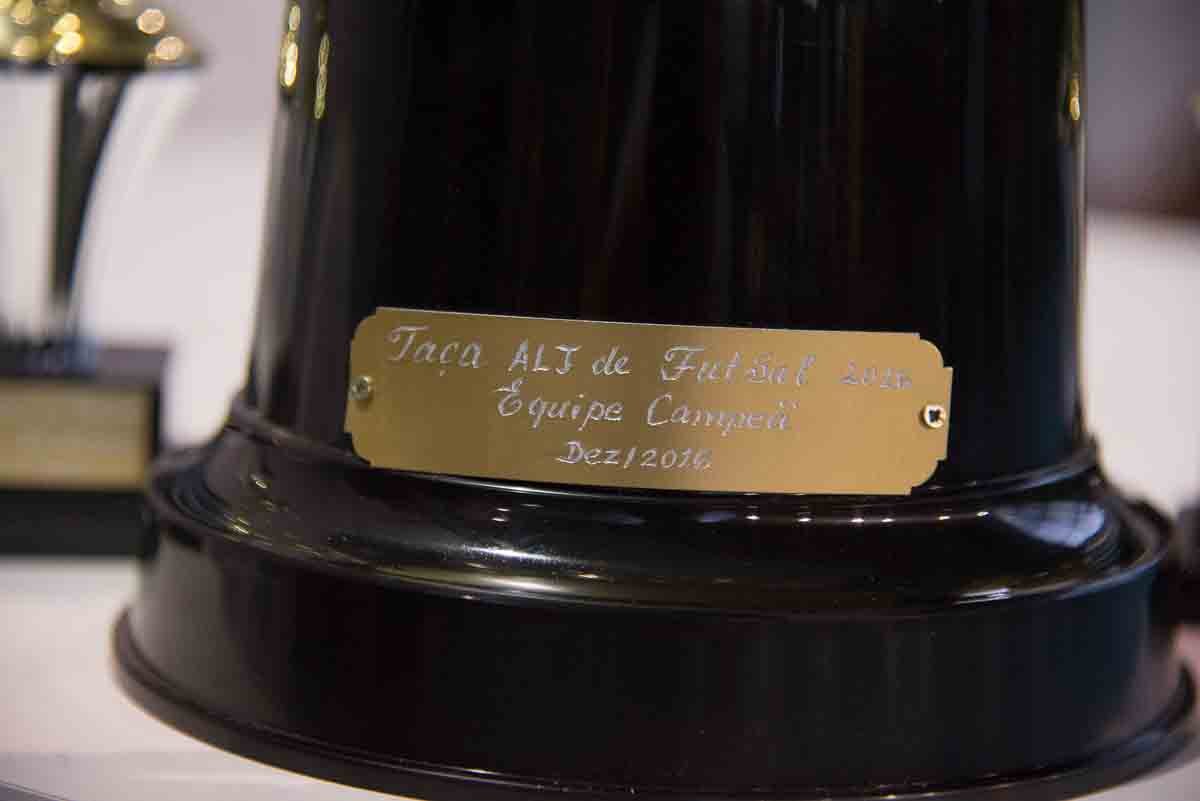 Taça ALJ de Futsal 2016
Equipe Campeã
Dez/2016